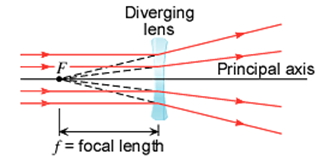 Diverging
lens
F
Principal axis
f = focal length